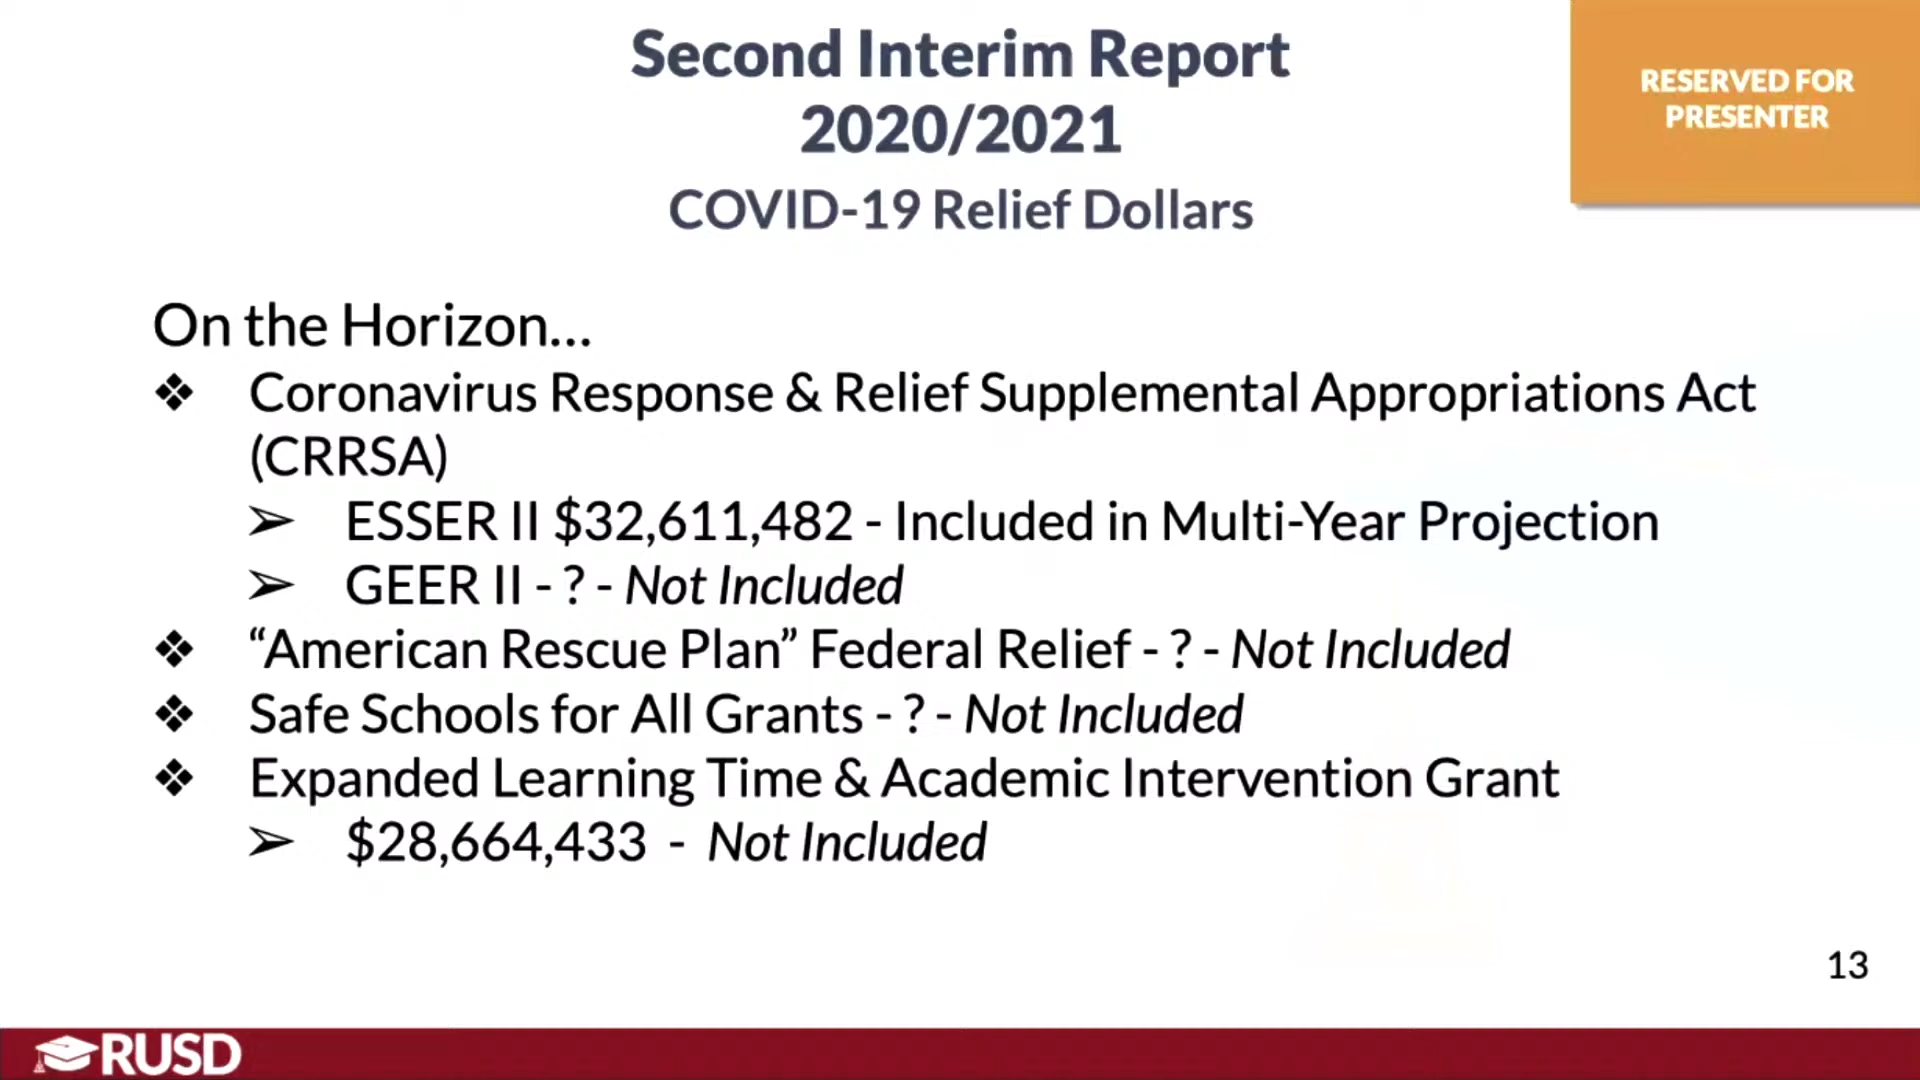 Second Interim Report
2020/2021
COVID-19 Relief Dollars
RESERVED FOR
PRESENTER
On the Horizon...
❖ Coronavirus Response & Relief Supplemental Appropriations Act
(CRRSA)
➢ ESSER II $32,611,482 - Included in Multi-Year Projection
➢ GEER II - ? - Not Included
❖ “American Rescue Plan” Federal Relief - ? - Not Included
❖ Safe Schools for All Grants - ? - Not Included
❖ Expanded Learning Time & Academic Intervention Grant
➢ $28,664,433 - Not Included
13
RUSD